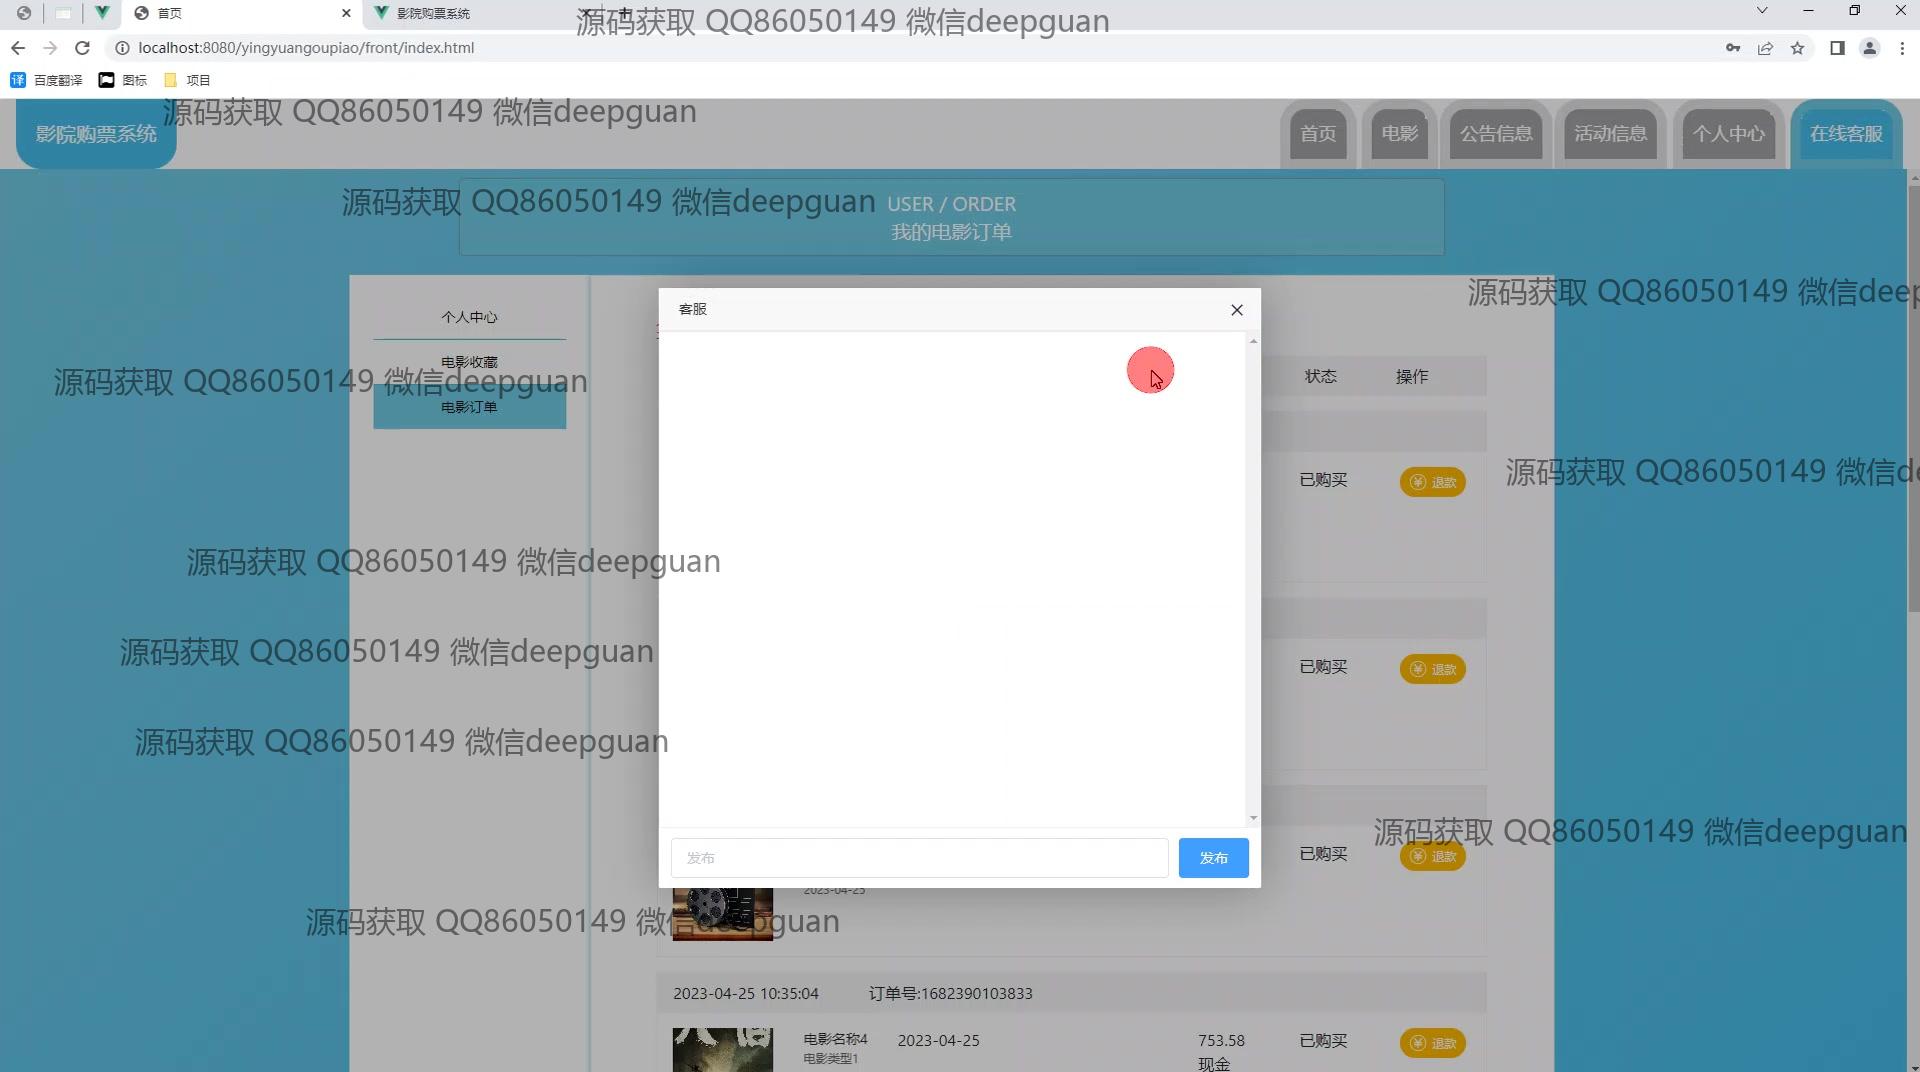 首页
影院购票系统
源码获取 QQ86050149 微信deepguan
localhost:8080/yingyuangoupiao/front/index.html
百度翻译
图标
项目
源码获取 QQ86050149 微信deepguan
影院购票系统
首页
电影
公告信息
活动信息
个人中心
在线客服
源码获取 QQ86050149 微信deepguan
USER / ORDER
我的电影订单
源码获取 QQ86050149 微信deep
客服
个人中心
电影收藏
源码获取 QQ86050149 微信deepguan
电影订单
状态
操作
已购买
退款
源码获取 QQ86050149 微信d
源码获取 QQ86050149 微信deepguan
源码获取 QQ86050149 微信deepguan
已购买
退款
源码获取 QQ86050149 微信deepguan
源码获取 QQ86050149 微信deepguan
已购买
退款
发布
发布
2023-04-25
源码获取 QQ86050149 微信deepguan
2023-04-25 10:35:04
订单号:1682390103833
电影名称4
2023-04-25
753.58
已购买
退款
电影类型1
现金